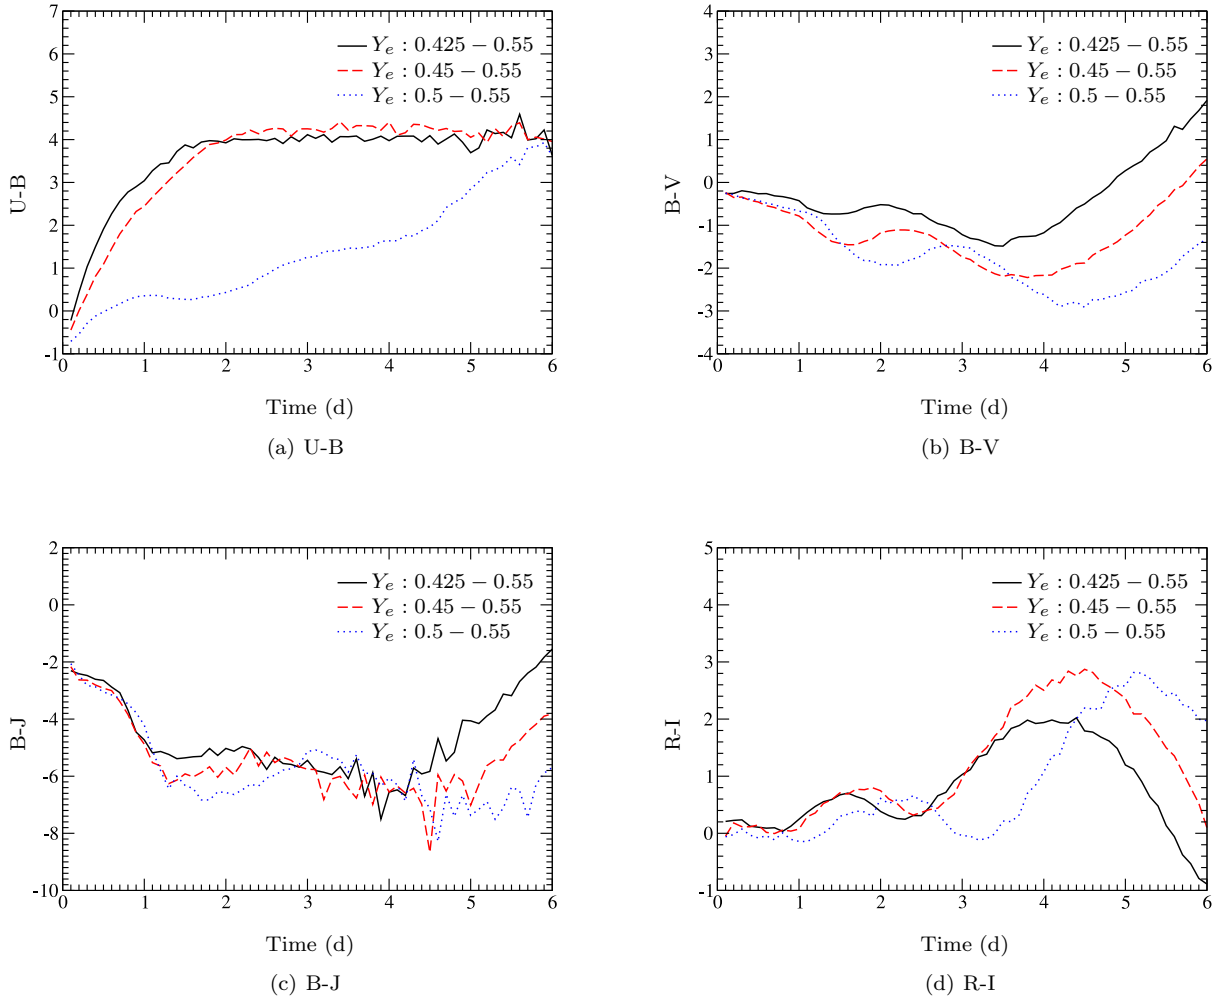 7
6
5
4
3
2
1
0
-1
U-B
Y_e : 0.425 − 0.55
Y_e : 0.45 − 0.55
Y_e : 0.5 − 0.55
0 1 2 3 4 5 6
Time (d)
(a) U-B
4
3
2
1
0
-1
-2
-3
-4
B-V
Y_e : 0.425 − 0.55
Y_e : 0.45 − 0.55
Y_e : 0.5 − 0.55
0 1 2 3 4 5 6
Time (d)
(b) B-V
2
0
-2
-4
-6
-8
-10
B-J
Y_e : 0.425 − 0.55
Y_e : 0.45 − 0.55
Y_e : 0.5 − 0.55
0 1 2 3 4 5 6
Time (d)
(c) B-J
5
4
3
2
1
0
-1
R-I
Y_e : 0.425 − 0.55
Y_e : 0.45 − 0.55
Y_e : 0.5 − 0.55
0 1 2 3 4 5 6
Time (d)
(d) R-I